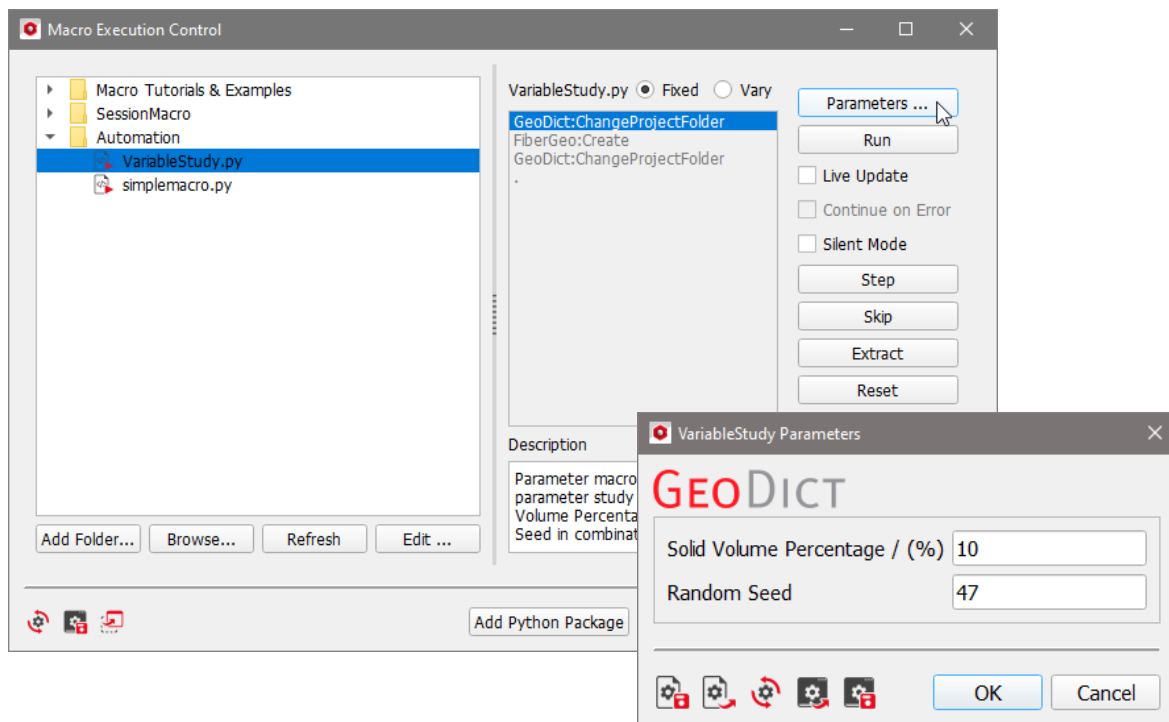 Macro Execution Control
Macro Tutorials & Examples
SessionMacro
Automation
VariableStudy.py
simplemacro.py
Add Folder...
Browse...
Refresh
Edit ...
VariableStudy.py
Fixed
Vary
GeoDict:ChangeProjectFolder
FiberGeo:Create
GeoDict:ChangeProjectFolder
.
Description
Parameter macro
parameter study
Volume Percenta
Seed in combinat
Parameters ...
Run
Live Update
Continue on Error
Silent Mode
Step
Skip
Extract
Reset
Add Python Package
VariableStudy Parameters
GEODICT
Solid Volume Percentage / (%) 10
Random Seed 47
OK
Cancel